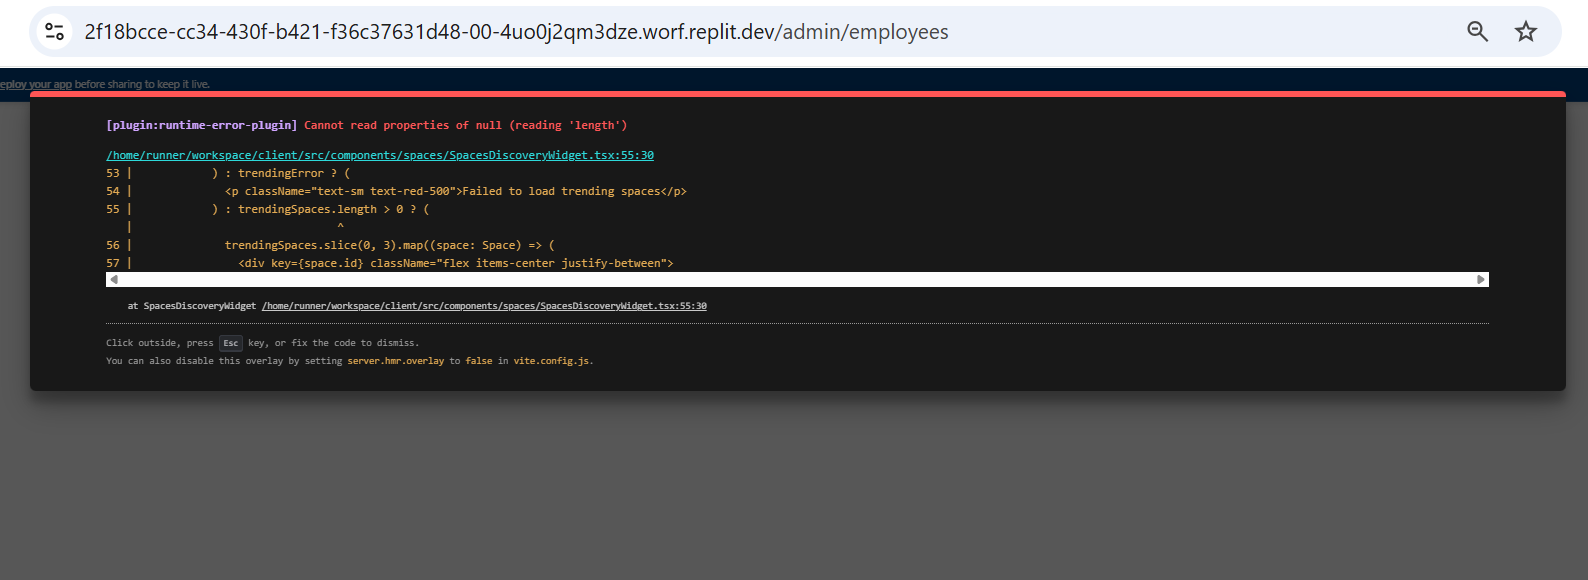 2f18bcce-cc34-430f-b421-f36c37631d48-00-4uo0j2qm3dze.worf.replit.dev/admin/employees
eploy your app before sharing to keep it live.
[plugin:runtime-error-plugin] Cannot read properties of null (reading 'length')
/home/runner/workspace/client/src/components/spaces/SpacesDiscoveryWidget.tsx:55:30
53 | ) : trendingError ? (
54 | <p className="text-sm text-red-500">Failed to load trending spaces</p>
55 | ) : trendingSpaces.length > 0 ? (
| ^
56 | trendingSpaces.slice(0, 3).map((space: Space) => (
57 | <div key={space.id} className="flex items-center justify-between">
at SpacesDiscoveryWidget /home/runner/workspace/client/src/components/spaces/SpacesDiscoveryWidget.tsx:55:30
Click outside, press Esc key, or fix the code to dismiss.
You can also disable this overlay by setting server.hmr.overlay to false in vite.config.js.